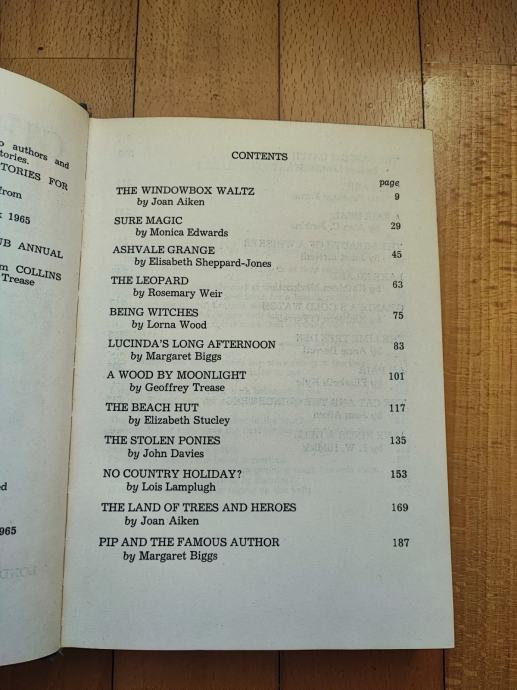 o authors and
stories.
TORIES FOR
from
k 1965
UB ANNUAL
m COLLINS
Trease
ed
965
CONTENTS
page
THE WINDOWBOX WALTZ 9
by Joan Aiken
SURE MAGIC 29
by Monica Edwards
ASHVALE GRANGE 45
by Elisabeth Sheppard-Jones
THE LEOPARD 63
by Rosemary Weir
BEING WITCHES 75
by Lorna Wood
LUCINDA'S LONG AFTERNOON 83
by Margaret Biggs
A WOOD BY MOONLIGHT 101
by Geoffrey Trease
THE BEACH HUT 117
by Elizabeth Stucley
THE STOLEN PONIES 135
by John Davies
NO COUNTRY HOLIDAY? 153
by Lois Lamplugh
THE LAND OF TREES AND HEROES 169
by Joan Aiken
PIP AND THE FAMOUS AUTHOR 187
by Margaret Biggs